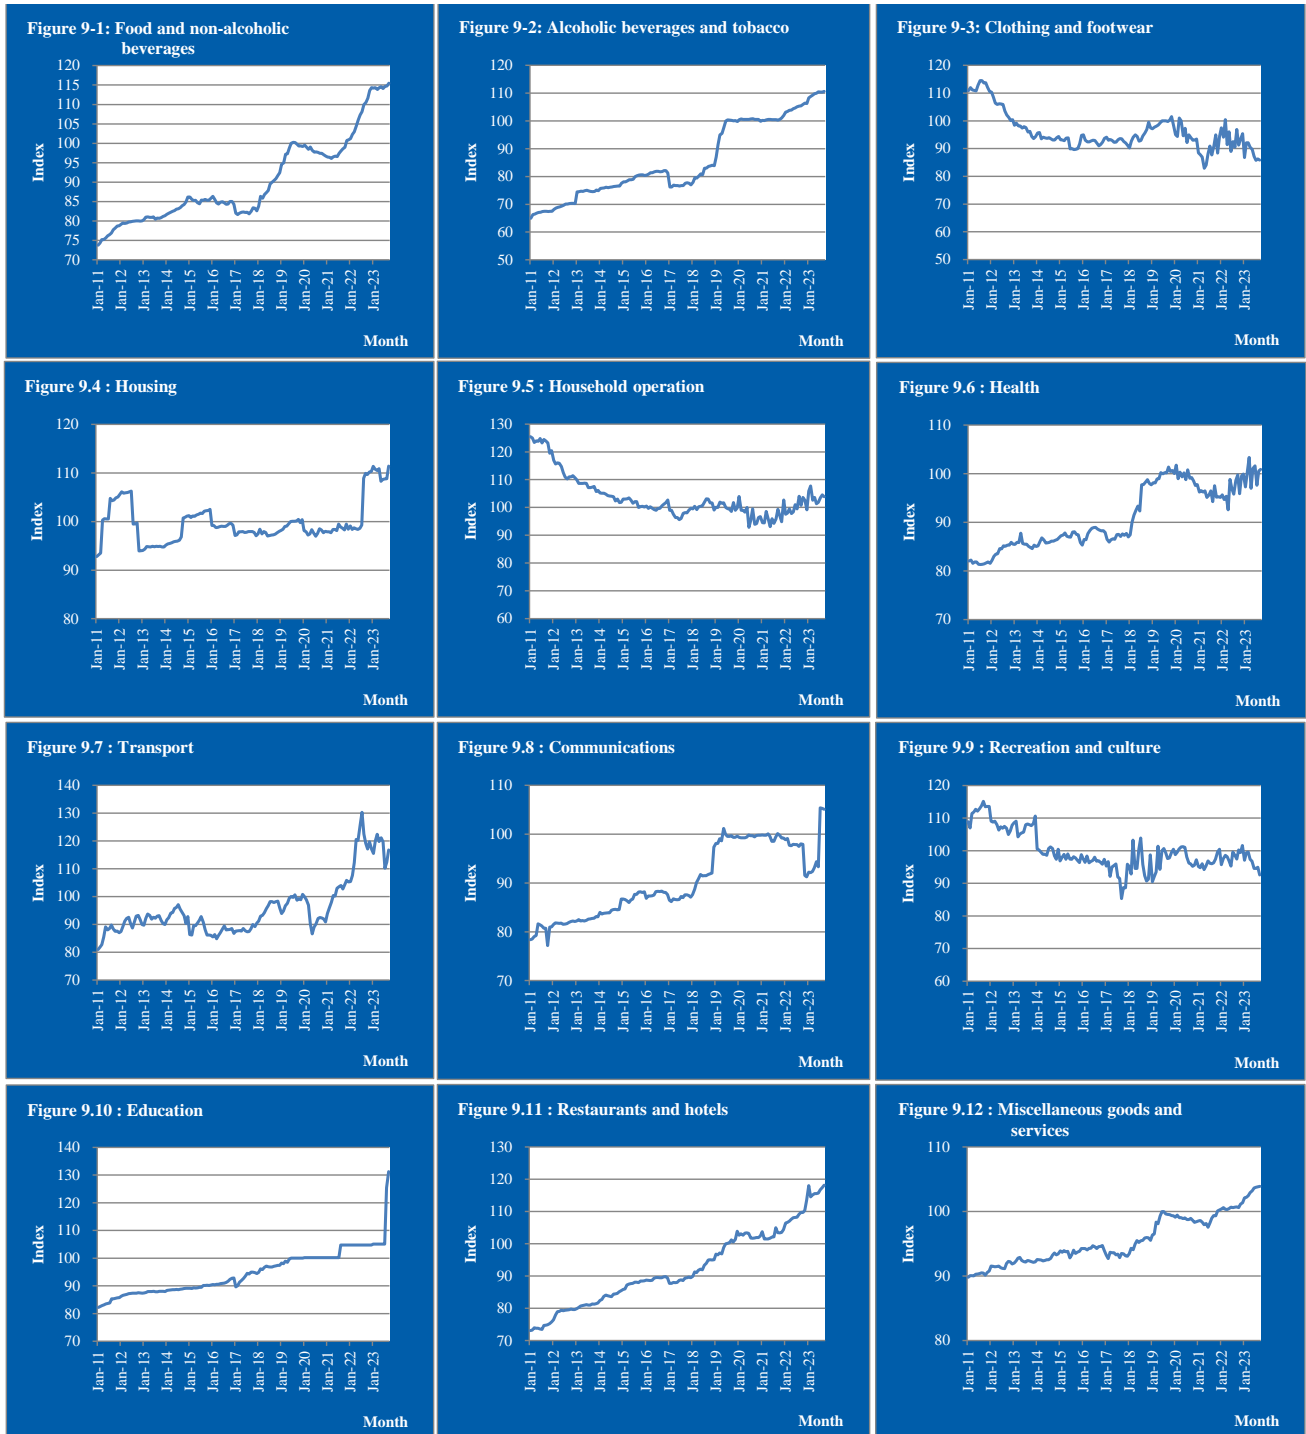 Figure 9-1: Food and non-alcoholic
beverages
120
115
110
105
100
95
90
85
80
75
70
Index
Jan-11
Jan-12
Jan-13
Jan-14
Jan-15
Jan-16
Jan-17
Jan-18
Jan-19
Jan-20
Jan-21
Jan-22
Jan-23
Month
Figure 9-2: Alcoholic beverages and tobacco
120
110
100
90
80
70
60
50
Index
Jan-11
Jan-12
Jan-13
Jan-14
Jan-15
Jan-16
Jan-17
Jan-18
Jan-19
Jan-20
Jan-21
Jan-22
Jan-23
Month
Figure 9-3: Clothing and footwear
120
110
100
90
80
70
60
50
Index
Jan-11
Jan-12
Jan-13
Jan-14
Jan-15
Jan-16
Jan-17
Jan-18
Jan-19
Jan-20
Jan-21
Jan-22
Jan-23
Month
Figure 9.4 : Housing
120
110
100
90
80
Index
Jan-11
Jan-12
Jan-13
Jan-14
Jan-15
Jan-16
Jan-17
Jan-18
Jan-19
Jan-20
Jan-21
Jan-22
Jan-23
Month
Figure 9.5 : Household operation
130
120
110
100
90
80
70
60
Index
Jan-11
Jan-12
Jan-13
Jan-14
Jan-15
Jan-16
Jan-17
Jan-18
Jan-19
Jan-20
Jan-21
Jan-22
Jan-23
Month
Figure 9.6 : Health
110
100
90
80
70
Index
Jan-11
Jan-12
Jan-13
Jan-14
Jan-15
Jan-16
Jan-17
Jan-18
Jan-19
Jan-20
Jan-21
Jan-22
Jan-23
Month
Figure 9.7 : Transport
140
130
120
110
100
90
80
70
Index
Jan-11
Jan-12
Jan-13
Jan-14
Jan-15
Jan-16
Jan-17
Jan-18
Jan-19
Jan-20
Jan-21
Jan-22
Jan-23
Month
Figure 9.8 : Communications
110
100
90
80
70
Index
Jan-11
Jan-12
Jan-13
Jan-14
Jan-15
Jan-16
Jan-17
Jan-18
Jan-19
Jan-20
Jan-21
Jan-22
Jan-23
Month
Figure 9.9 : Recreation and culture
120
110
100
90
80
70
60
Index
Jan-11
Jan-12
Jan-13
Jan-14
Jan-15
Jan-16
Jan-17
Jan-18
Jan-19
Jan-20
Jan-21
Jan-22
Jan-23
Month
Figure 9.10 : Education
140
130
120
110
100
90
80
70
Index
Jan-11
Jan-12
Jan-13
Jan-14
Jan-15
Jan-16
Jan-17
Jan-18
Jan-19
Jan-20
Jan-21
Jan-22
Jan-23
Month
Figure 9.11 : Restaurants and hotels
130
120
110
100
90
80
70
Index
Jan-11
Jan-12
Jan-13
Jan-14
Jan-15
Jan-16
Jan-17
Jan-18
Jan-19
Jan-20
Jan-21
Jan-22
Jan-23
Month
Figure 9.12 : Miscellaneous goods and
services
110
100
90
80
Index
Jan-11
Jan-12
Jan-13
Jan-14
Jan-15
Jan-16
Jan-17
Jan-18
Jan-19
Jan-20
Jan-21
Jan-22
Jan-23
Month